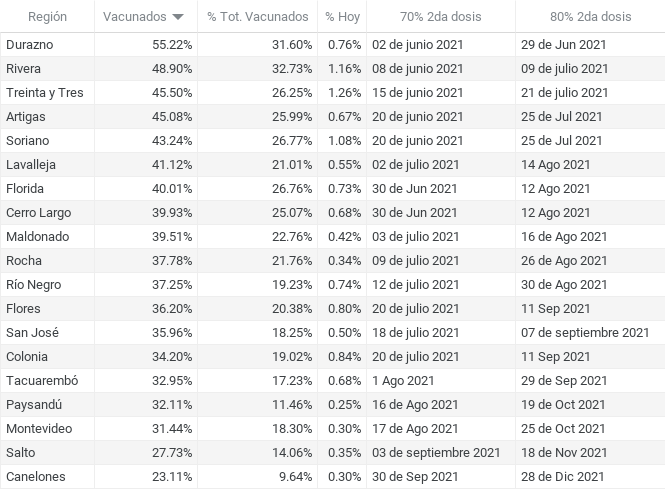 Región Vacunados % Tot. Vacunados % Hoy 70% 2da dosis 80% 2da dosis
Durazno 55.22% 31.60% 0.76% 02 de junio 2021 29 de Jun 2021
Rivera 48.90% 32.73% 1.16% 08 de junio 2021 09 de julio 2021
Treinta y Tres 45.50% 26.25% 1.26% 15 de junio 2021 21 de julio 2021
Artigas 45.08% 25.99% 0.67% 20 de junio 2021 25 de Jul 2021
Soriano 43.24% 26.77% 1.08% 20 de junio 2021 25 de Jul 2021
Lavalleja 41.12% 21.01% 0.55% 02 de julio 2021 14 Ago 2021
Florida 40.01% 26.76% 0.73% 30 de Jun 2021 12 Ago 2021
Cerro Largo 39.93% 25.07% 0.68% 30 de Jun 2021 12 Ago 2021
Maldonado 39.51% 22.76% 0.42% 03 de julio 2021 16 de Ago 2021
Rocha 37.78% 21.76% 0.34% 09 de julio 2021 26 de Ago 2021
Río Negro 37.25% 19.23% 0.74% 12 de julio 2021 30 de Ago 2021
Flores 36.20% 20.38% 0.80% 20 de julio 2021 11 Sep 2021
San José 35.96% 18.25% 0.50% 18 de julio 2021 07 de septiembre 2021
Colonia 34.20% 19.02% 0.84% 20 de julio 2021 11 Sep 2021
Tacuarembó 32.95% 17.23% 0.68% 1 Ago 2021 29 de Sep 2021
Paysandú 32.11% 11.46% 0.25% 16 de Ago 2021 19 de Oct 2021
Montevideo 31.44% 18.30% 0.30% 17 de Ago 2021 25 de Oct 2021
Salto 27.73% 14.06% 0.35% 03 de septiembre 2021 18 de Nov 2021
Canelones 23.11% 9.64% 0.30% 30 de Sep 2021 28 de Dic 2021